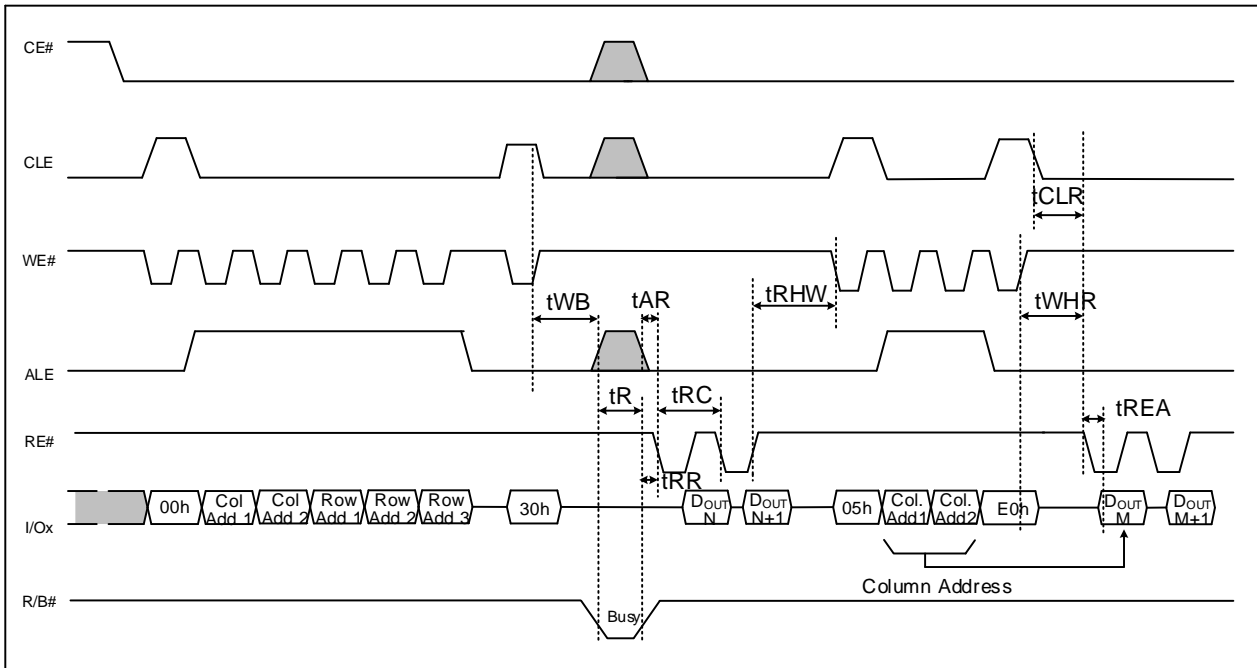 CE#
CLE
tCLR
WE#
tWB
tAR
tRHW
tWHR
ALE
tR
tRC
tREA
RE#
tRR
I/Ox
00h
Col
Add 1
Col
Add 2
Row
Add 1
Row
Add 2
Row
Add 3
30h
DOUT
N
DOUT
N+1
05h
Col.
Add1
Col.
Add2
E0h
DOUT
M
DOUT
M+1
Column Address
R/B#
Busy